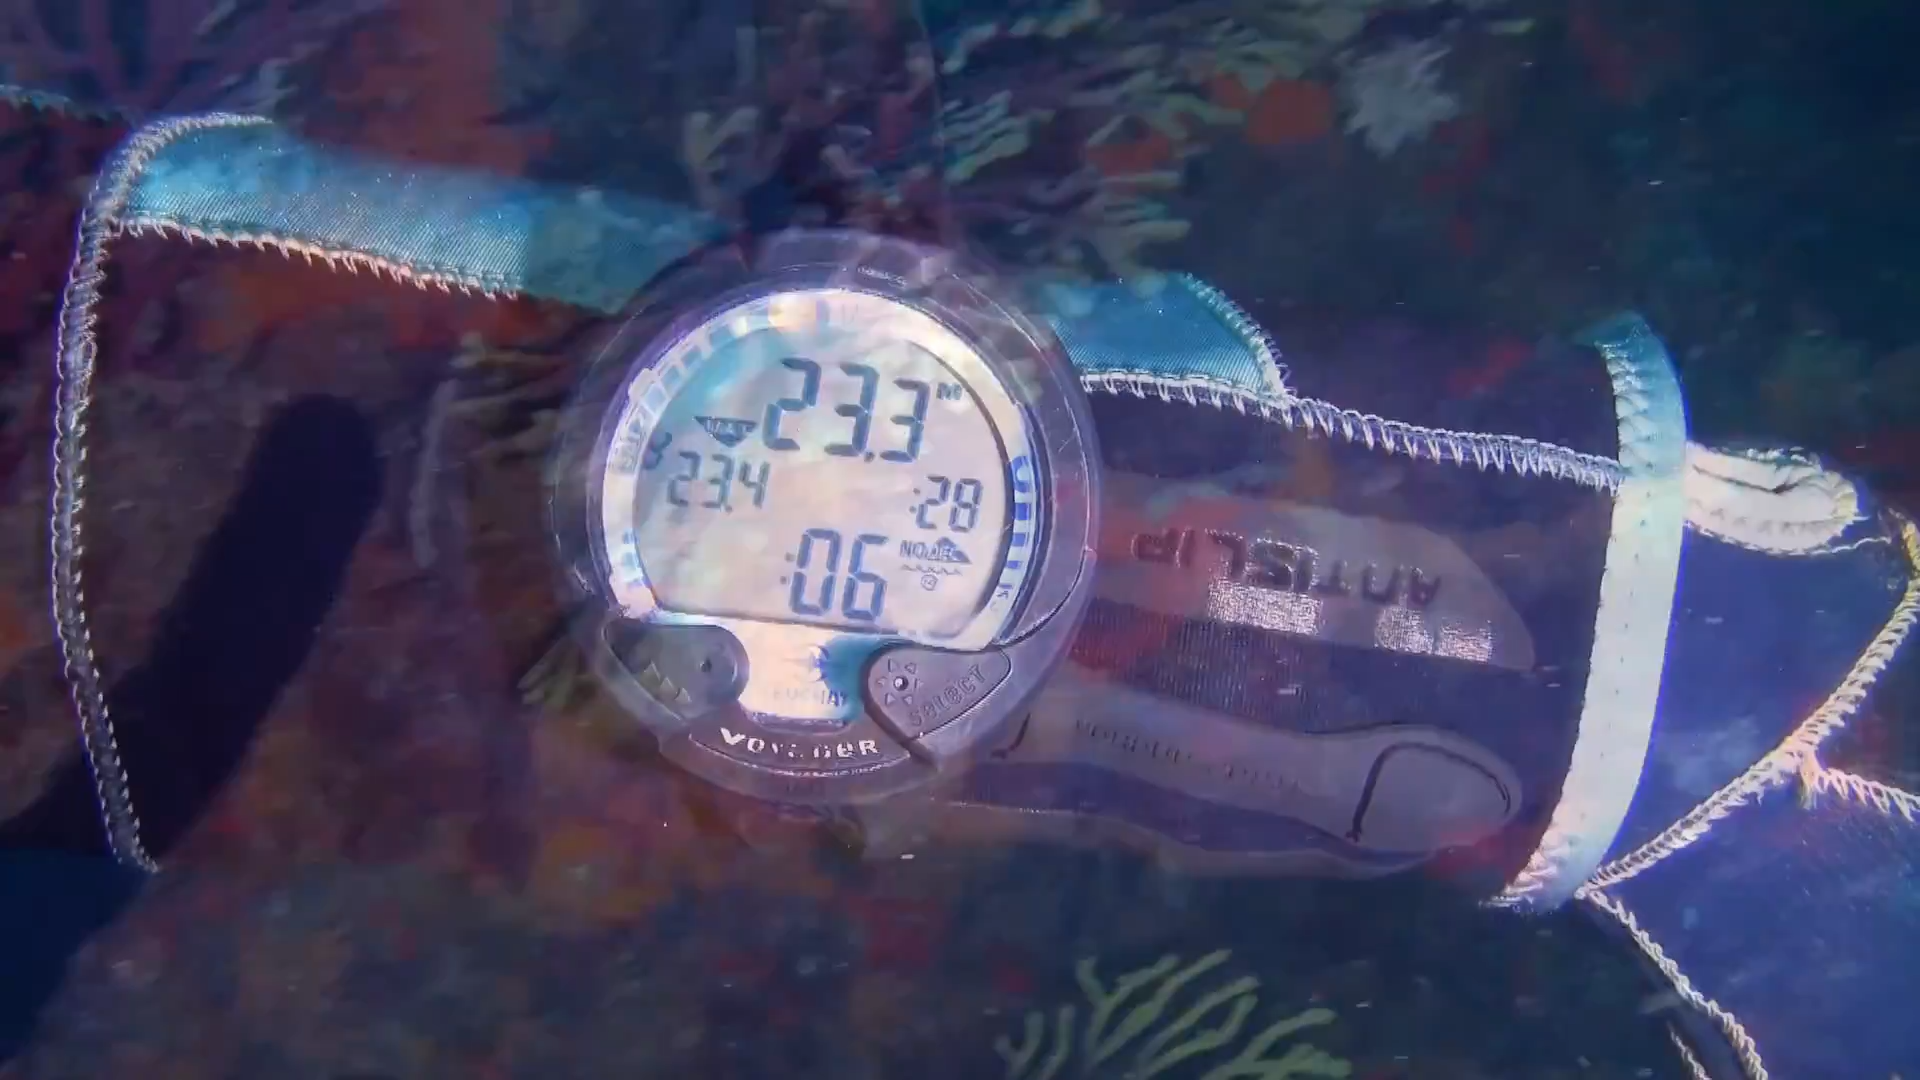 23.3 M
MAX
23.4
:28
:06
NO DEC
SELECT
VOYAGER
ANTISLIP